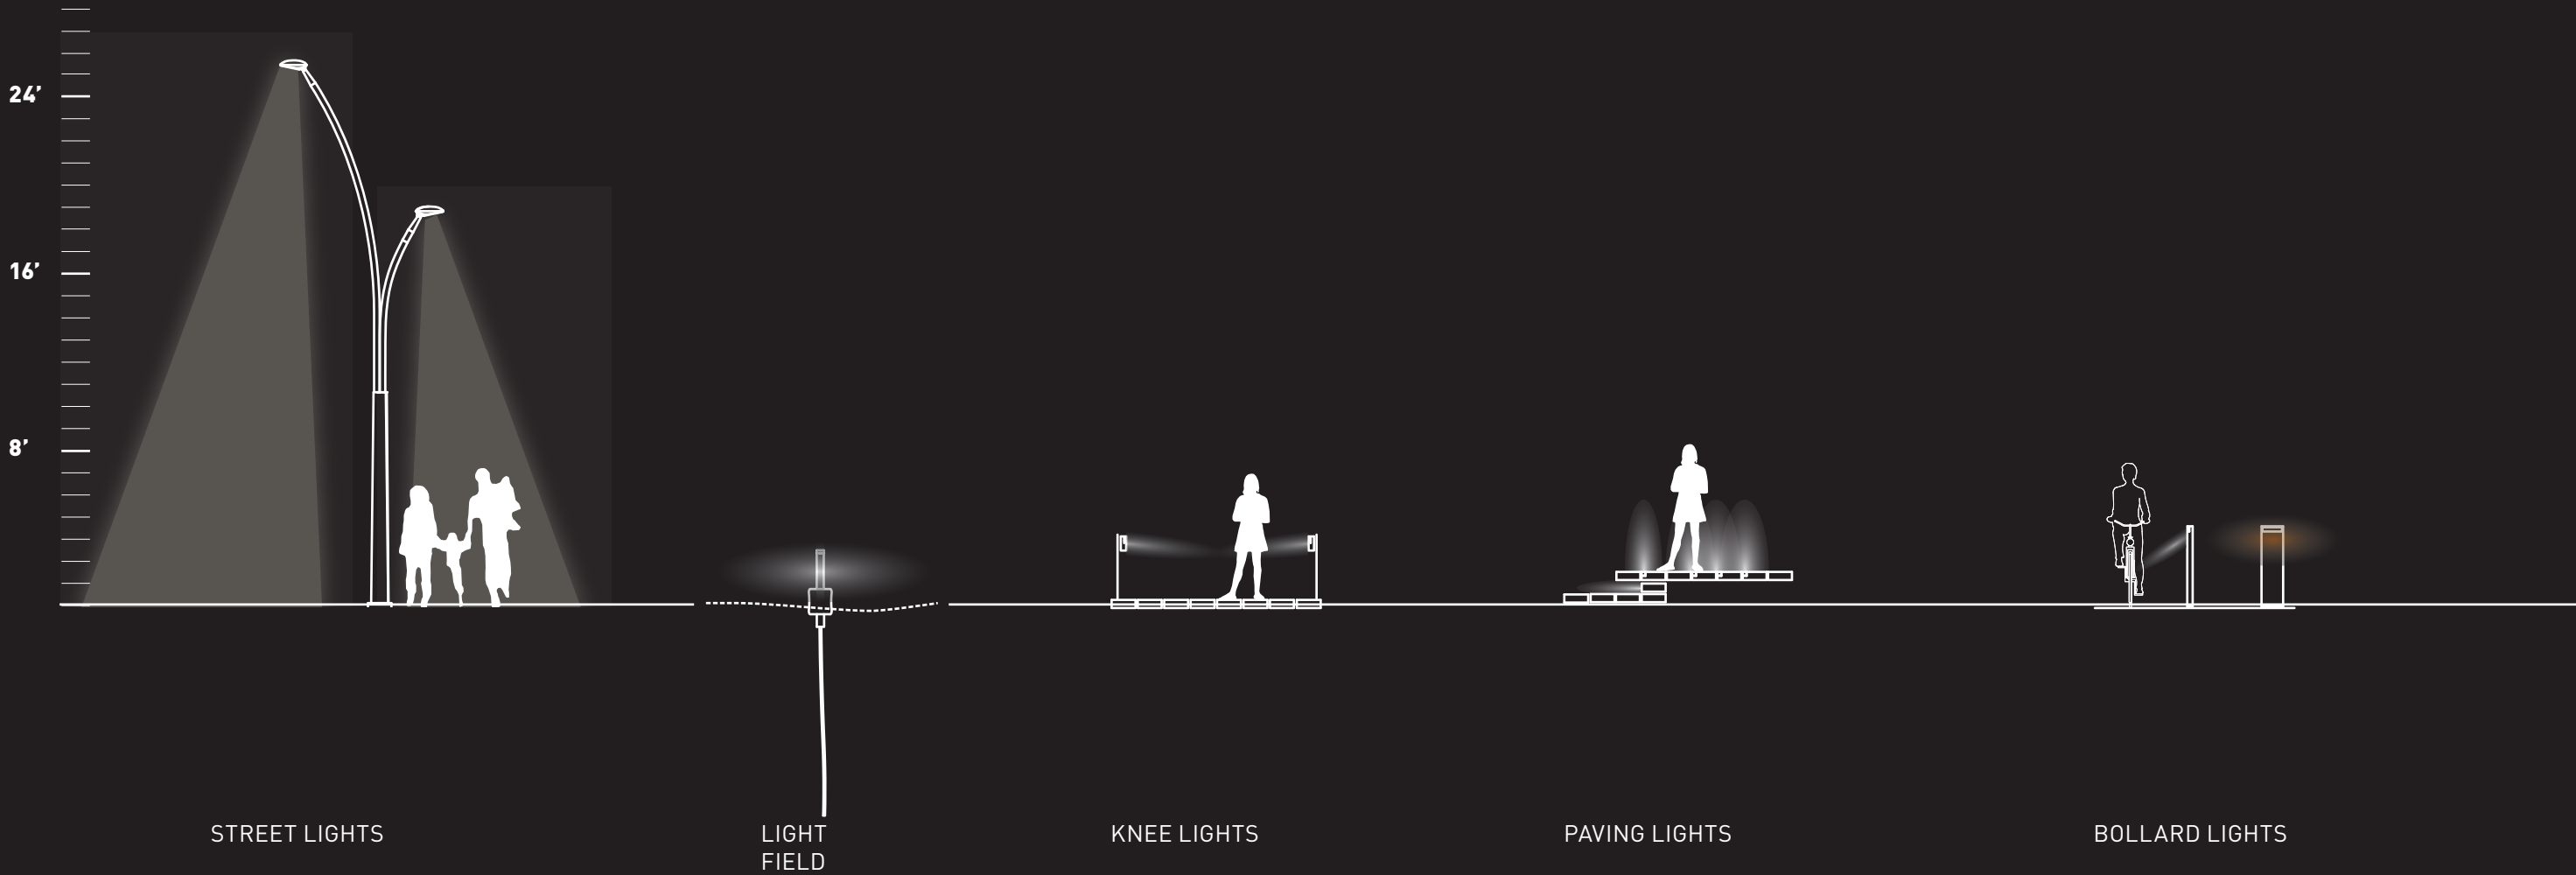 24’
16’
8’
STREET LIGHTS
LIGHT
FIELD
KNEE LIGHTS
PAVING LIGHTS
BOLLARD LIGHTS